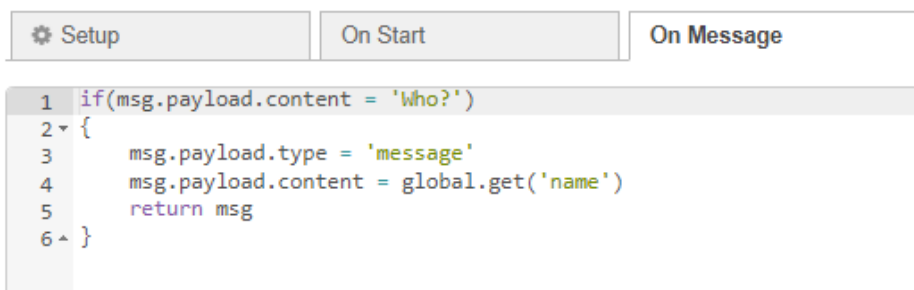 Setup On Start On Message
1 if(msg.payload.content = 'Who?')
2 {
3 msg.payload.type = 'message'
4 msg.payload.content = global.get('name')
5 return msg
6 }